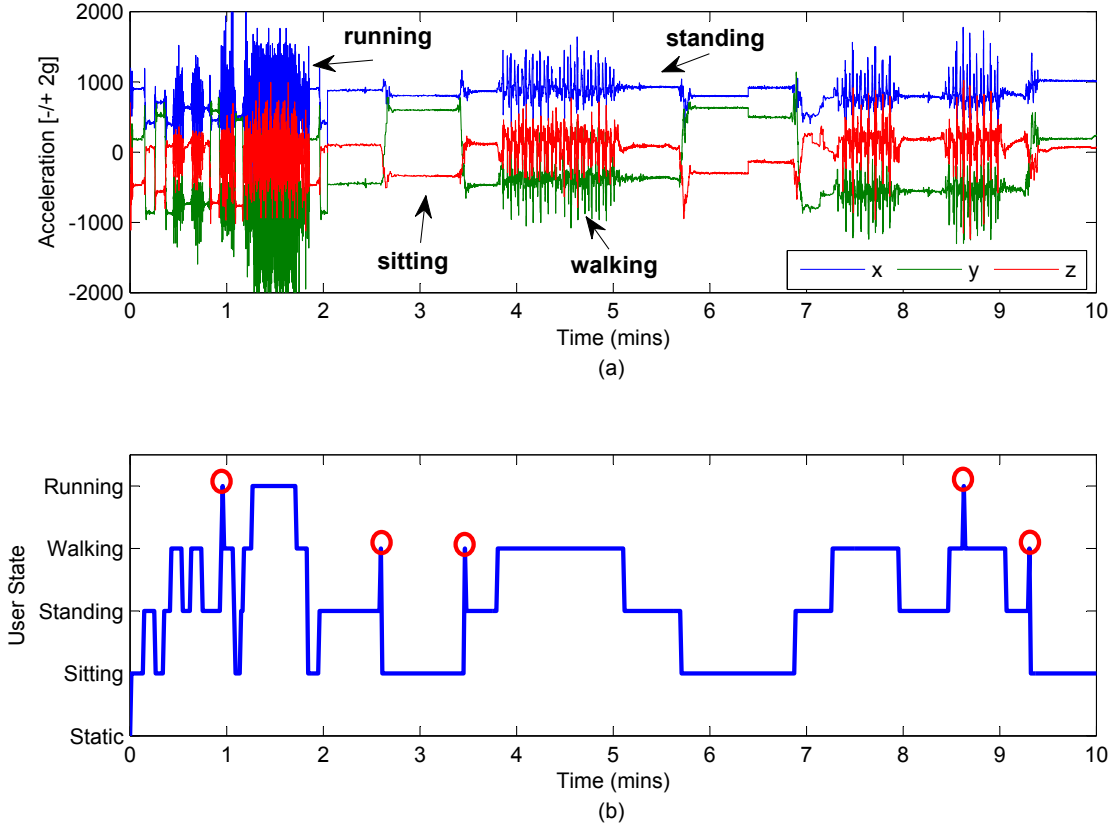 2000
1000
0
-1000
-2000
Acceleration [-/+ 2g]
running
standing
sitting
walking
x y z
0 1 2 3 4 5 6 7 8 9 10
Time (mins)
(a)
Running
Walking
Standing
Sitting
Static
User State
0 1 2 3 4 5 6 7 8 9 10
Time (mins)
(b)